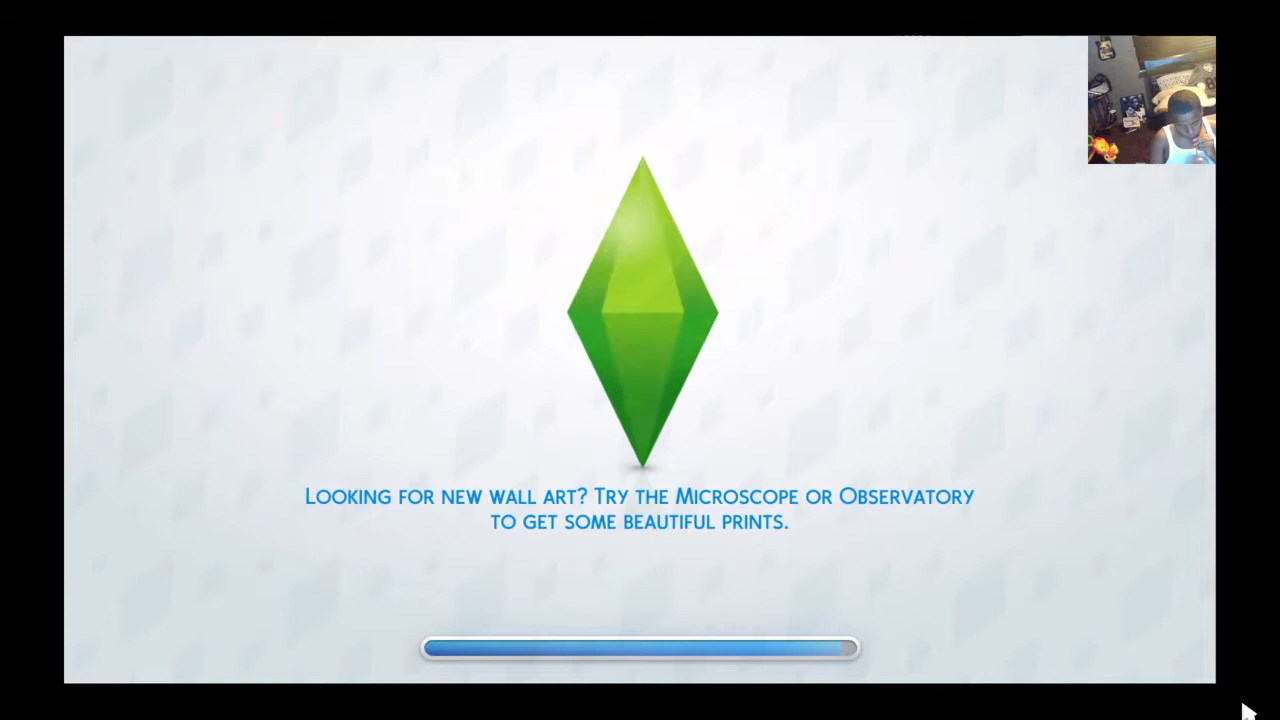 Looking for new wall art? Try the Microscope or Observatory
to get some beautiful prints.